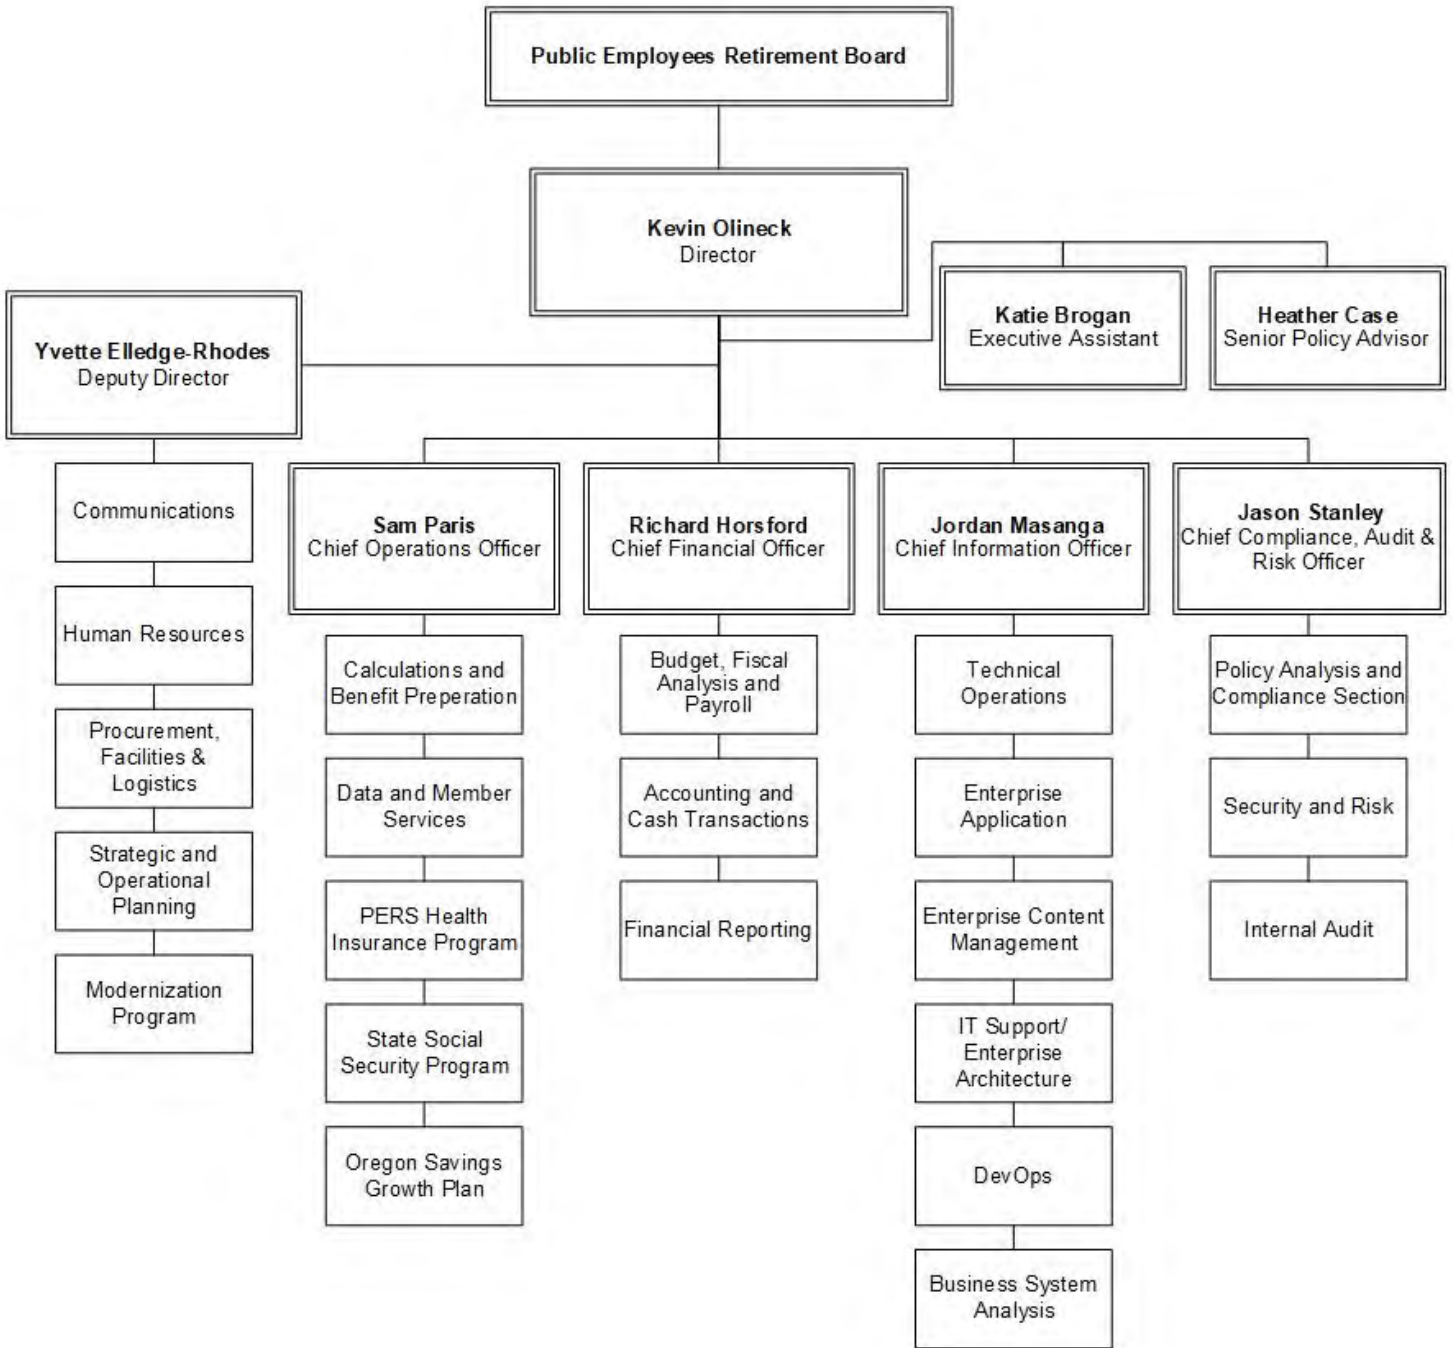 Public Employees Retirement Board
Kevin Olineck
Director
Katie Brogan
Executive Assistant
Heather Case
Senior Policy Advisor
Yvette Elledge-Rhodes
Deputy Director
Communications
Human Resources
Procurement,
Facilities &
Logistics
Strategic and
Operational
Planning
Modernization
Program
Sam Paris
Chief Operations Officer
Calculations and
Benefit Preperation
Data and Member
Services
PERS Health
Insurance Program
State Social
Security Program
Oregon Savings
Growth Plan
Richard Horsford
Chief Financial Officer
Budget, Fiscal
Analysis and
Payroll
Accounting and
Cash Transactions
Financial Reporting
Jordan Masanga
Chief Information Officer
Technical
Operations
Enterprise
Application
Enterprise Content
Management
IT Support/
Enterprise
Architecture
DevOps
Business System
Analysis
Jason Stanley
Chief Compliance, Audit &
Risk Officer
Policy Analysis and
Compliance Section
Security and Risk
Internal Audit